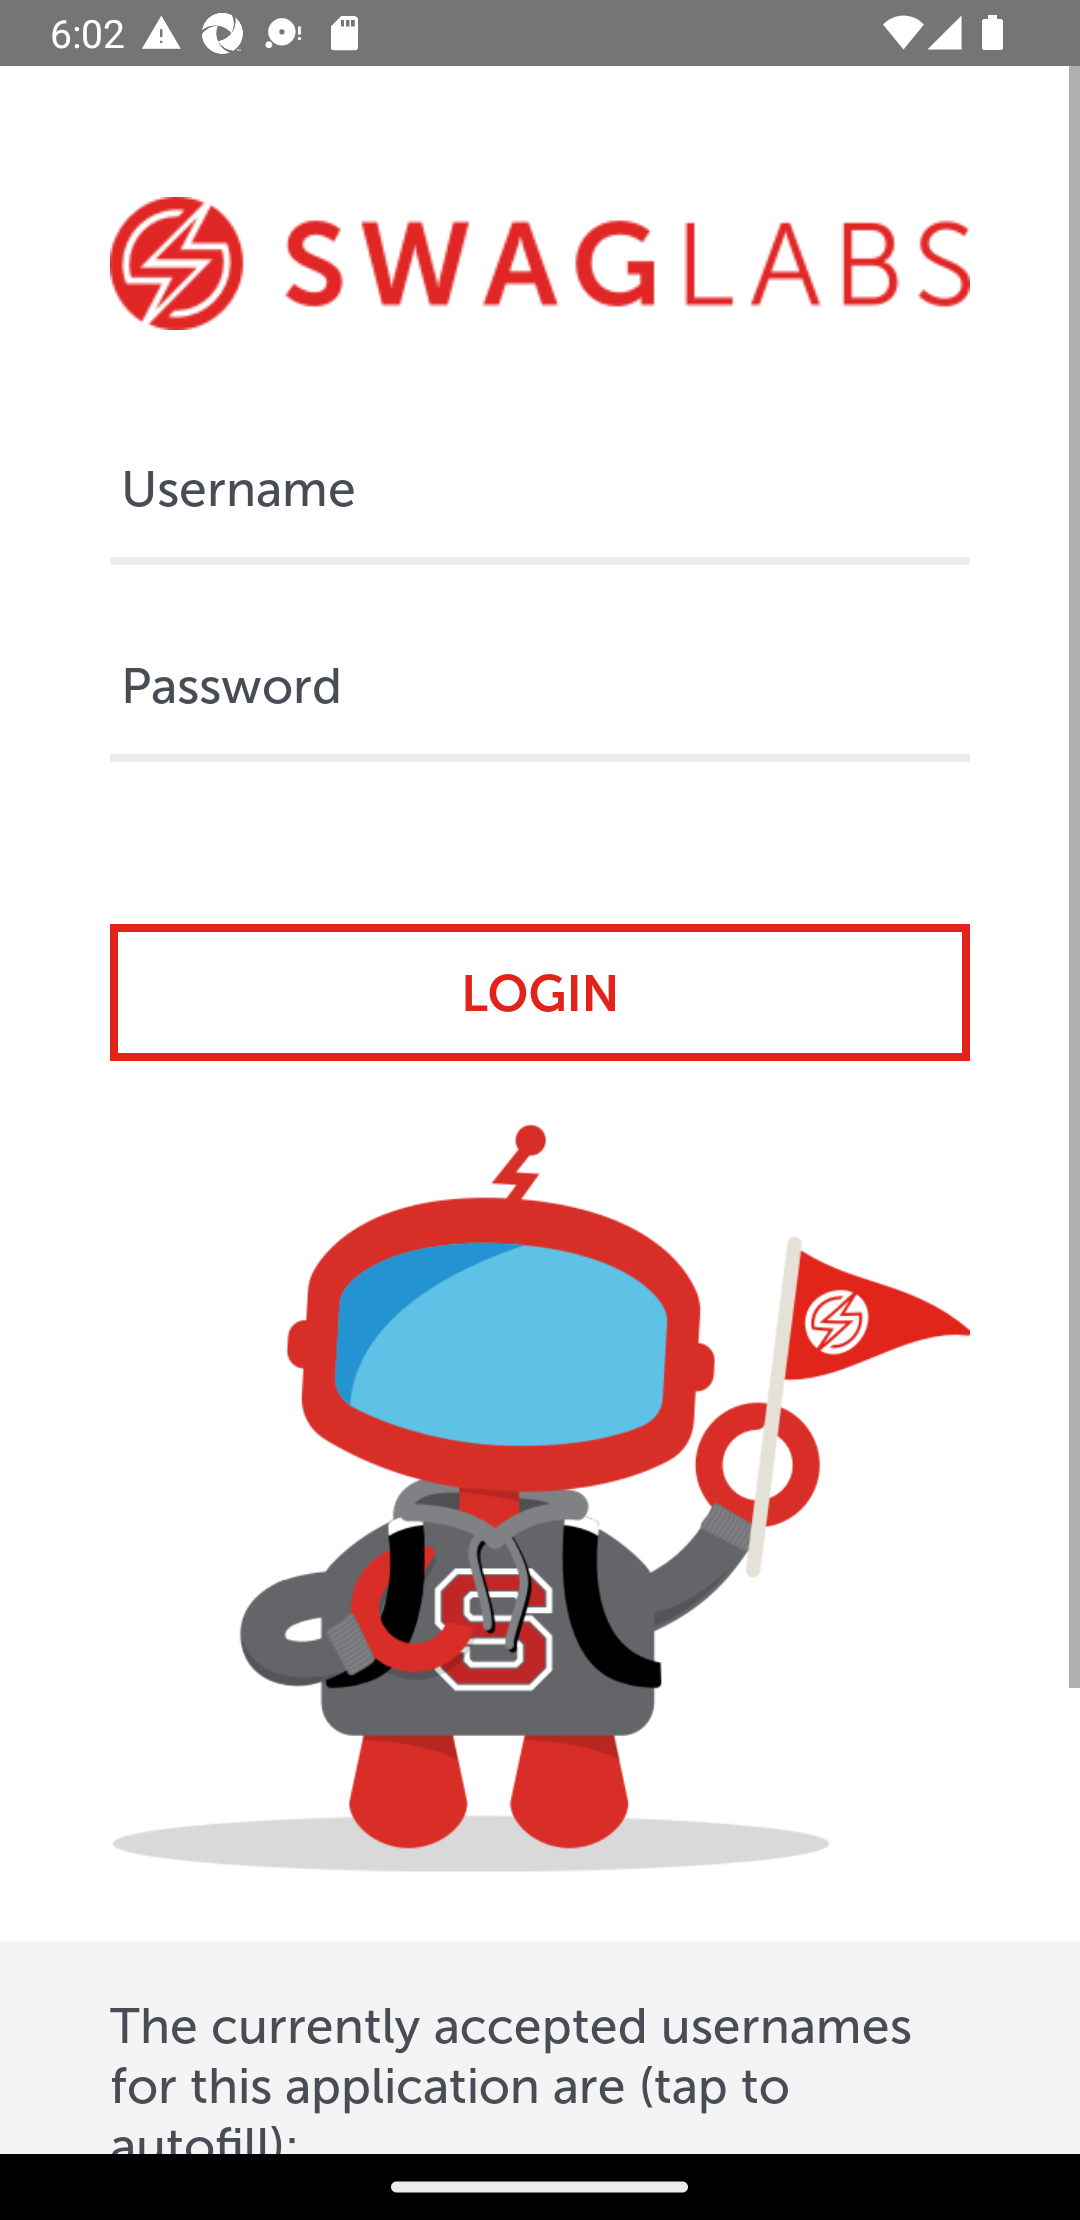 6:02
SWAGLABS
Username
Password
LOGIN
S
The currently accepted usernames
for this application are (tap to
autofill):